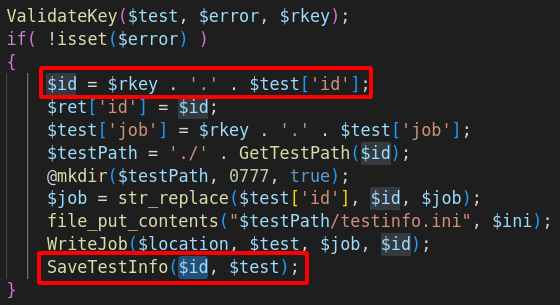 ValidateKey($test, $error, $rkey);
if( !isset($error) )
{
$id = $rkey . '.' . $test['id'];
$ret['id'] = $id;
$test['job'] = $rkey . '.' . $test['job'];
$testPath = './' . GetTestPath($id);
@mkdir($testPath, 0777, true);
$job = str_replace($test['id'], $id, $job);
file_put_contents("$testPath/testinfo.ini", $ini);
WriteJob($location, $test, $job, $id);
SaveTestInfo($id, $test);
}